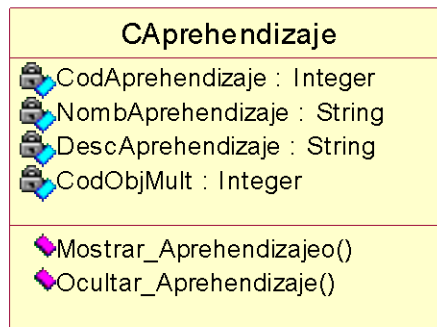 CAprehendizaje
CodAprehendizaje : Integer
NombAprehendizaje : String
DescAprehendizaje : String
CodObjMult : Integer
Mostrar_Aprehendizajeo()
Ocultar_Aprehendizaje()